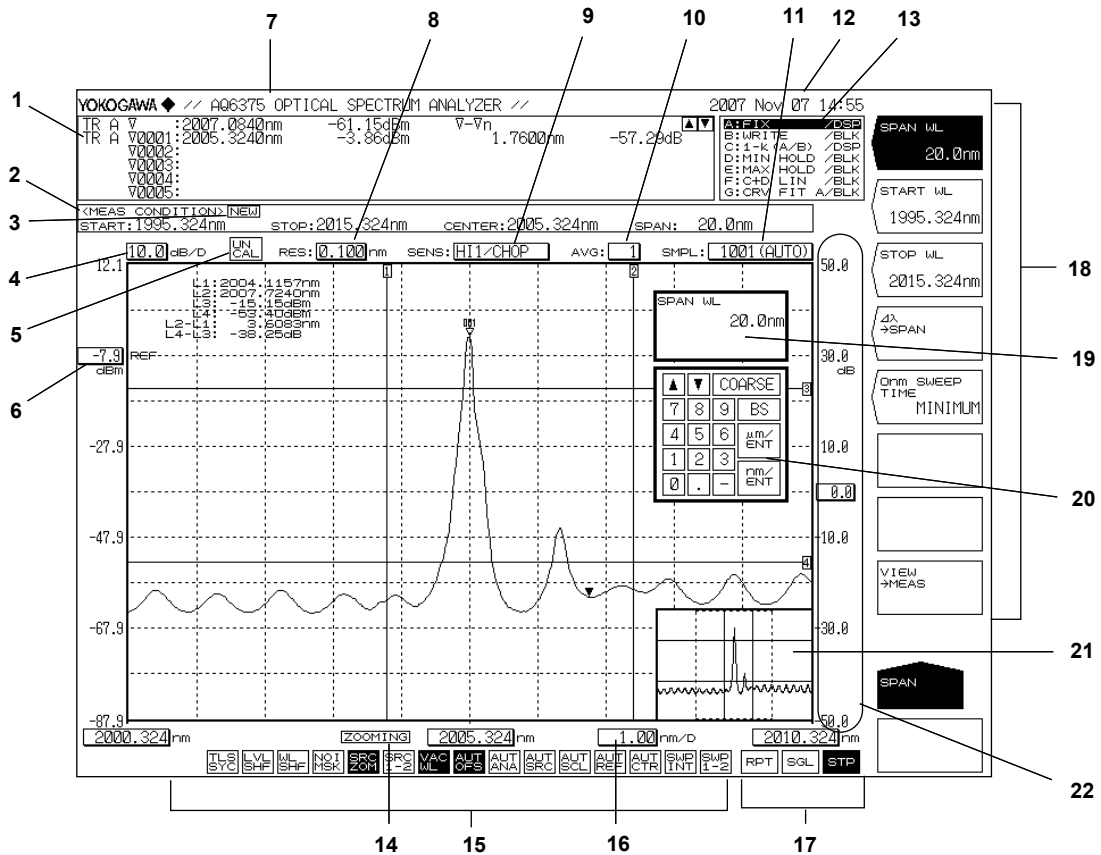 7 8 9 10 11 12 13
YOKOGAWA ◆ // AQ6375 OPTICAL SPECTRUM ANALYZER // 2007 Nov 07 14:55
1
TR A ∇ :2007.0840nm -61.15dBm ∇-∇n ▲ ▼
TR A ∇0001:2005.3240nm -3.86dBm 1.7600nm -57.29dB
∇0002:
∇0003:
∇0004:
∇0005:
A:FIX /DSP
B:WRITE /BLK
C:1-K(A/B) /DSP
D:MIN HOLD /BLK
E:MAX HOLD /BLK
F:C+D LIN /BLK
G:CRV FIT A/BLK
2
<MEAS CONDITION> NEW
3
START:1995.324nm STOP:2015.324nm CENTER:2005.324nm SPAN: 20.0nm
4
10.0 dB/D UN CAL RES: 0.100 nm SENS: HI1/CHOP AVG: 1 SMPL: 1001(AUTO)
5
6
12.1
-7.9 REF
dBm
-27.9
-47.9
-67.9
-87.9
1 2
L1:2004.1157nm
L2:2007.7240nm
L3: -15.15dBm
L4: -53.40dBm
L2-L1: 3.6083nm
L4-L3: -38.25dB
3
4
SPAN WL
20.0nm
▲ ▼ COARSE
7 8 9 BS
4 5 6 µm/ENT
1 2 3
0 . - nm/ENT
50.0
30.0
dB
10.0
0.0
-10.0
-30.0
-50.0
SPAN WL
20.0nm
START WL
1995.324nm
STOP WL
2015.324nm
Δλ
→SPAN
0nm SWEEP
TIME
MINIMUM
VIEW
→MEAS
SPAN
18
19
20
21
22
2000.324 nm ZOOMING 2005.324 nm 1.00 nm/D 2010.324 nm
TLS SYC LVL SHF WL SHF NOI MSK SRC ZOM SRC 1-2 VAC WL AUT OFS AUT ANA AUT SRC AUT SCL AUT REF AUT CTR SWP INT SWP 1-2 RPT SGL STP
14 15 16 17